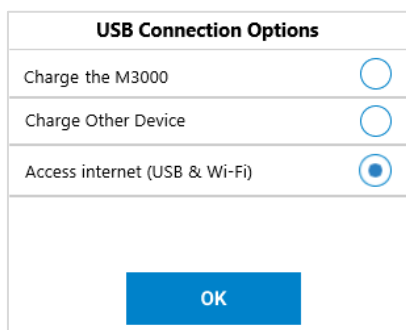 USB Connection Options
Charge the M3000
Charge Other Device
Access internet (USB & Wi-Fi)
OK